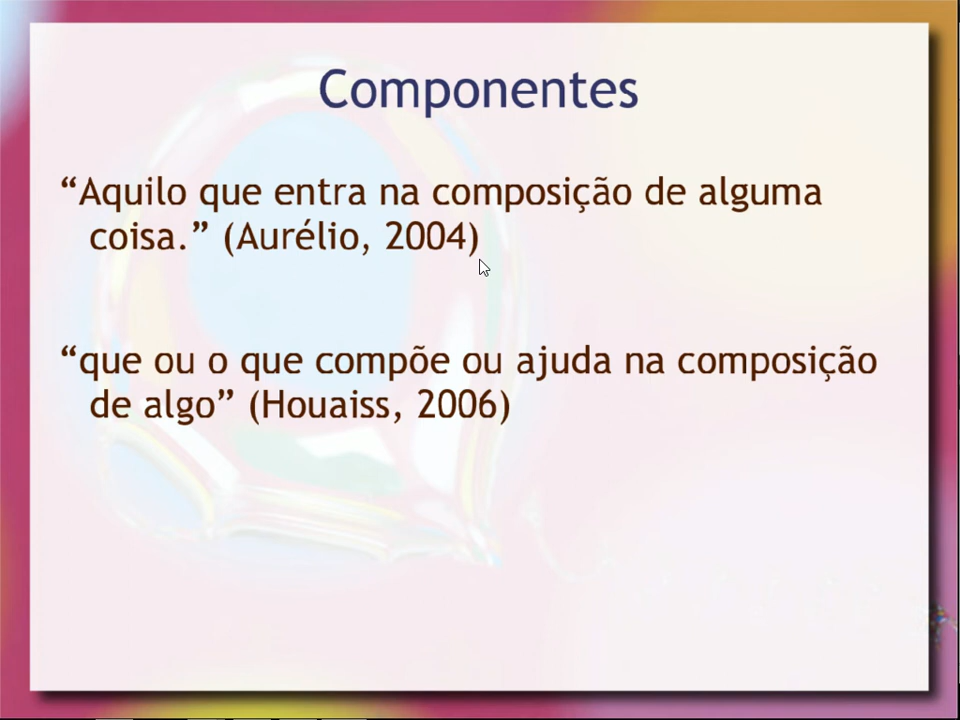 Componentes
“Aquilo que entra na composição de alguma
coisa.” (Aurélio, 2004)
“que ou o que compõe ou ajuda na composição
de algo” (Houaiss, 2006)